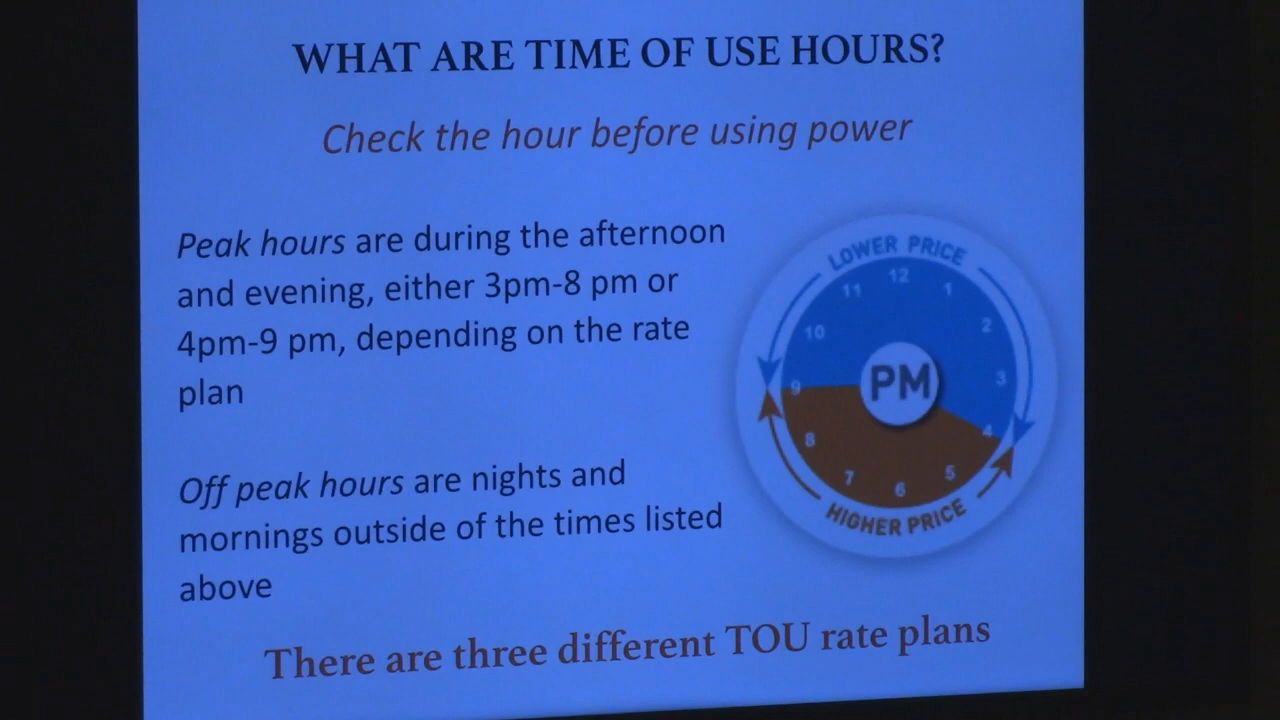 WHAT ARE TIME OF USE HOURS?
Check the hour before using power
Peak hours are during the afternoon
and evening, either 3pm-8 pm or
4pm-9 pm, depending on the rate
plan
Off peak hours are nights and
mornings outside of the times listed
above
LOWER PRICE
12
11
1
10
2
9
PM
3
8
4
7
6
5
HIGHER PRICE
There are three different TOU rate plans